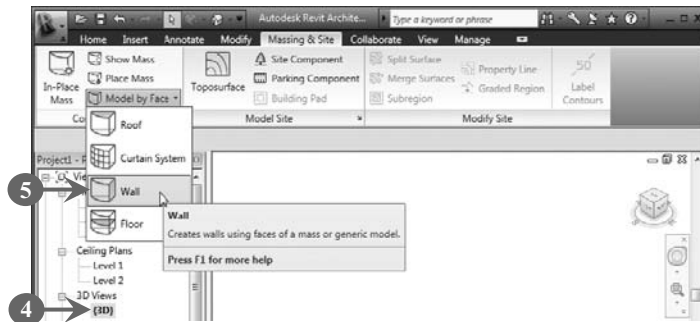 Autodesk Revit Archite...
Type a keyword or phrase
Home Insert Annotate Modify Massing & Site Collaborate View Manage
In-Place Mass
Show Mass
Place Mass
Model by Face
Toposurface
Site Component
Parking Component
Building Pad
Split Surface
Merge Surfaces
Subregion
Property Line
Graded Region
50
Label Contours
Co
Model Site
Modify Site
Roof
Curtain System
Wall
Floor
Project1 - P
Vie
5
Wall
Creates walls using faces of a mass or generic model.
Press F1 for more help
Ceiling Plans
Level 1
Level 2
3D Views
4
{3D}